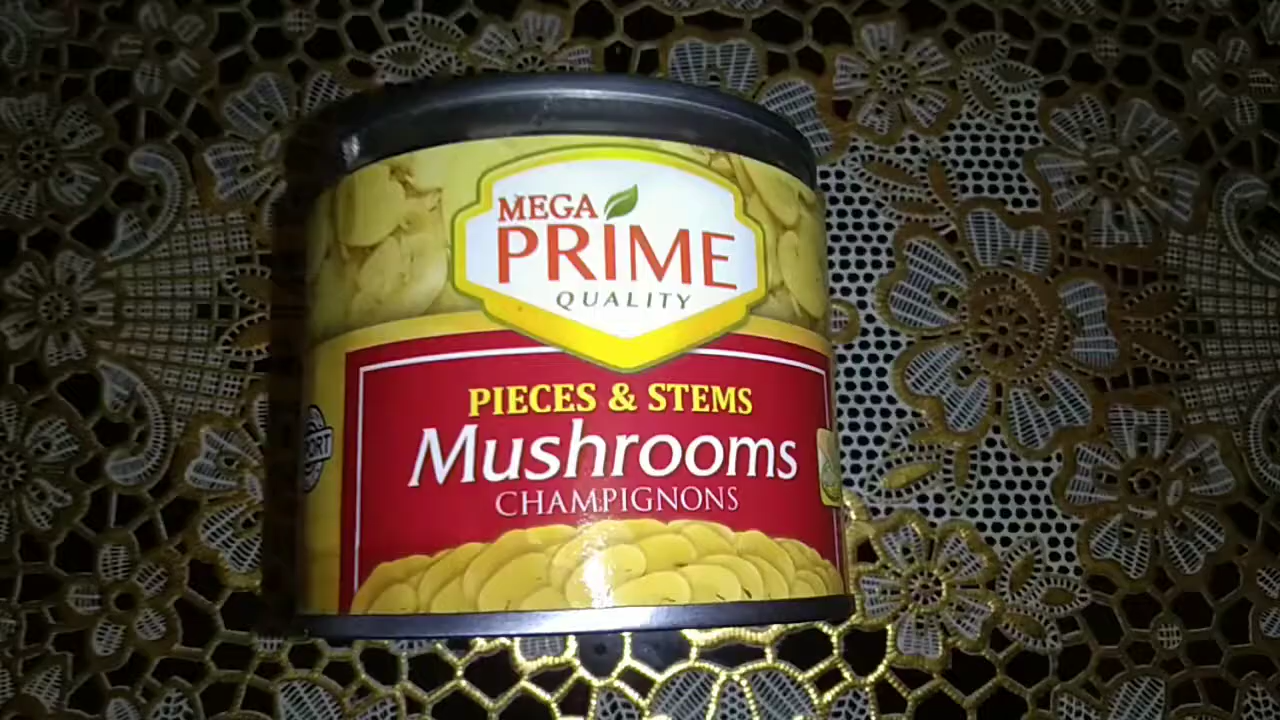 MEGA
PRIME
QUALITY
PIECES & STEMS
Mushrooms
CHAMPIGNONS